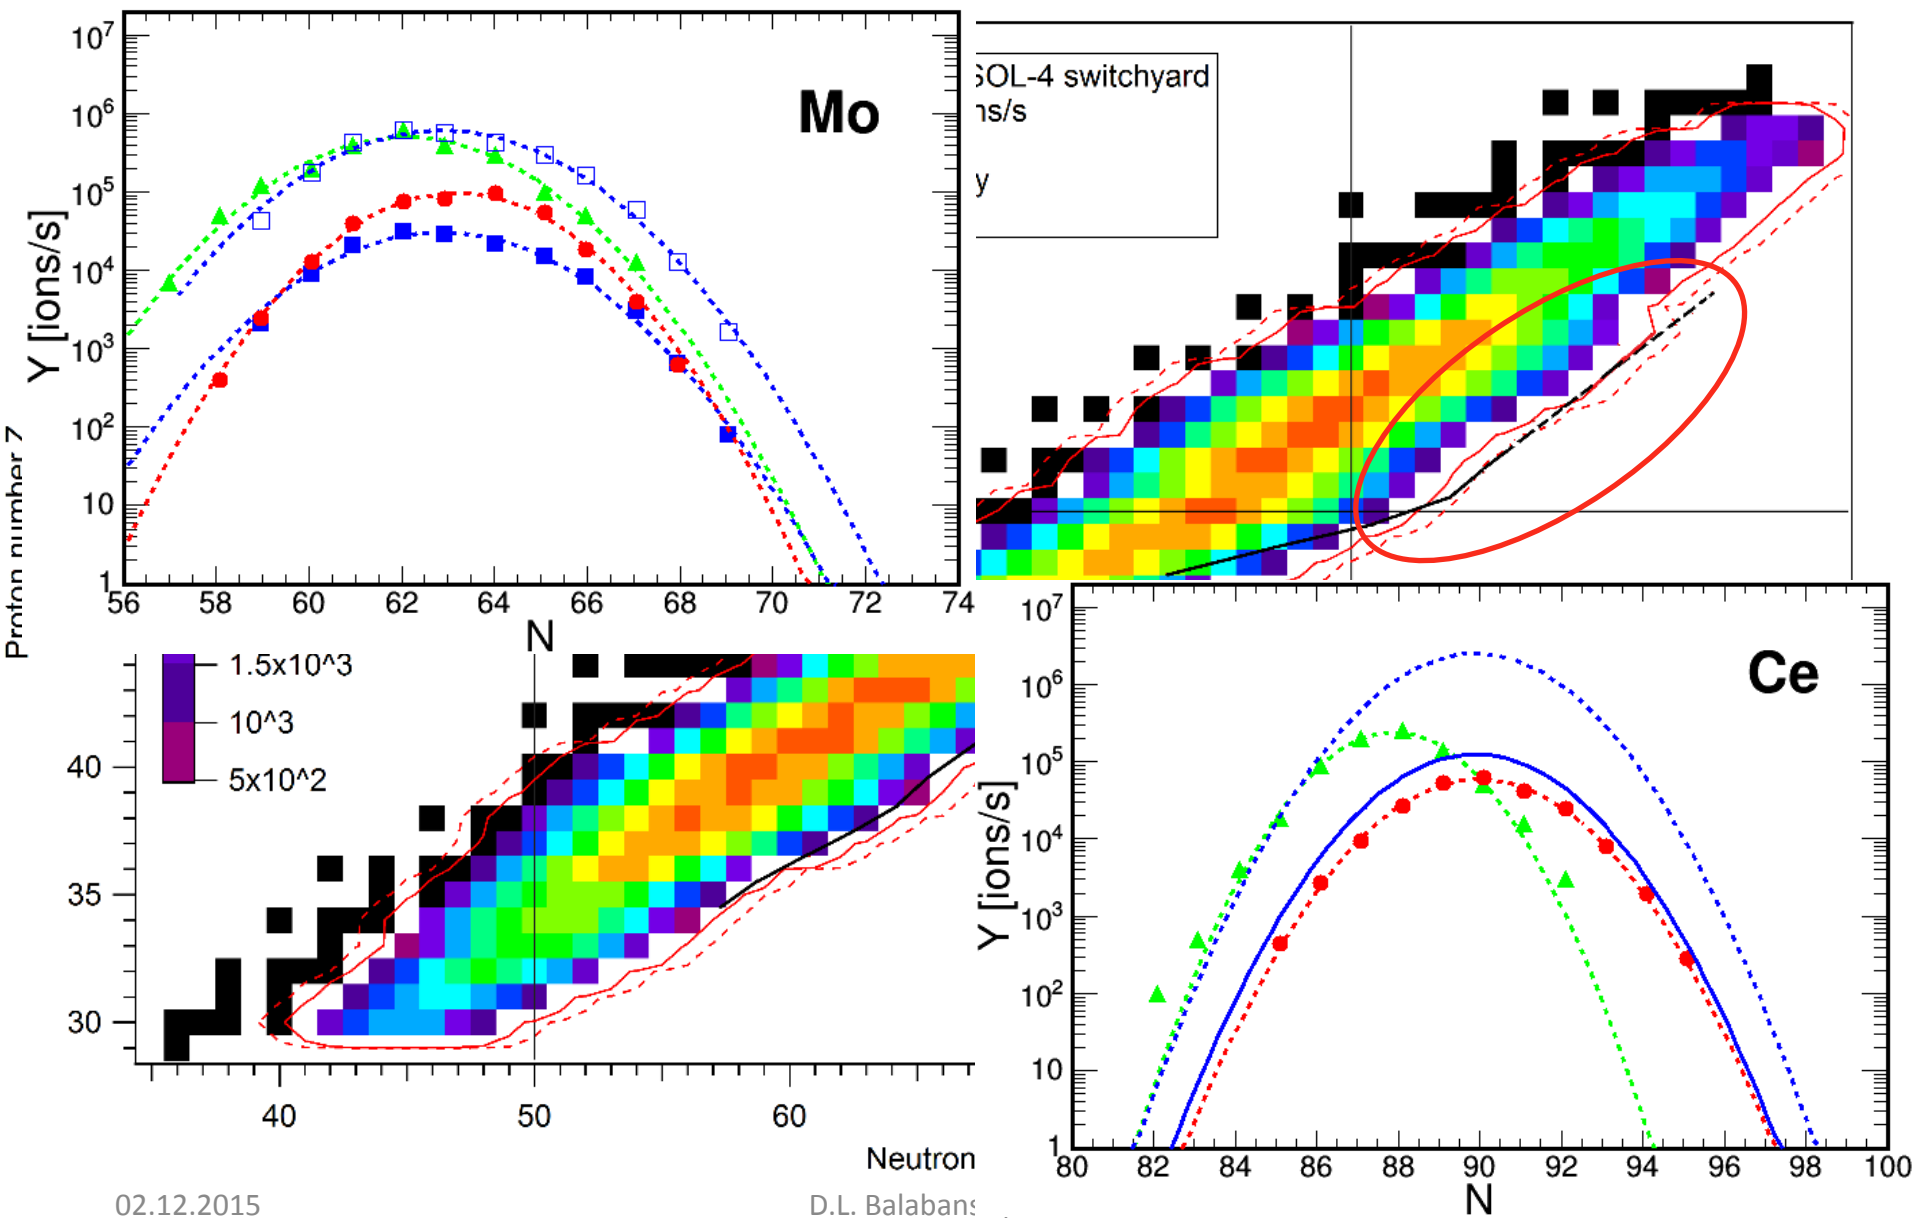 10^7
10^6
10^5
10^4
10^3
10^2
10
1
Y [ions/s]
Mo
56 58 60 62 64 66 68 70 72 74
N
SOL-4 switchyard
ns/s
y
Proton number Z
1.5x10^3
10^3
5x10^2
40
35
30
40 50 60
Neutron
10^7
10^6
10^5
10^4
10^3
10^2
10
1
Y [ions/s]
Ce
80 82 84 86 88 90 92 94 96 98 100
N
02.12.2015
D.L. Balabans